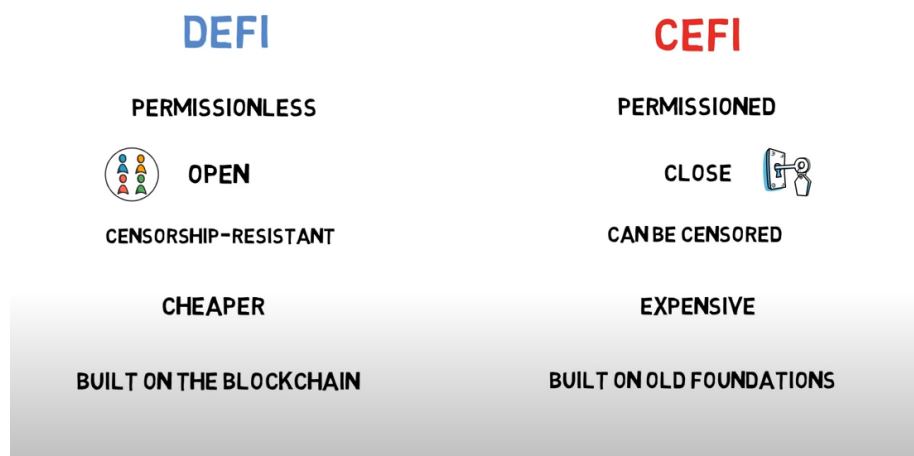 DEFI
CEFI
PERMISSIONLESS
PERMISSIONED
OPEN
CLOSE
CENSORSHIP-RESISTANT
CAN BE CENSORED
CHEAPER
EXPENSIVE
BUILT ON THE BLOCKCHAIN
BUILT ON OLD FOUNDATIONS